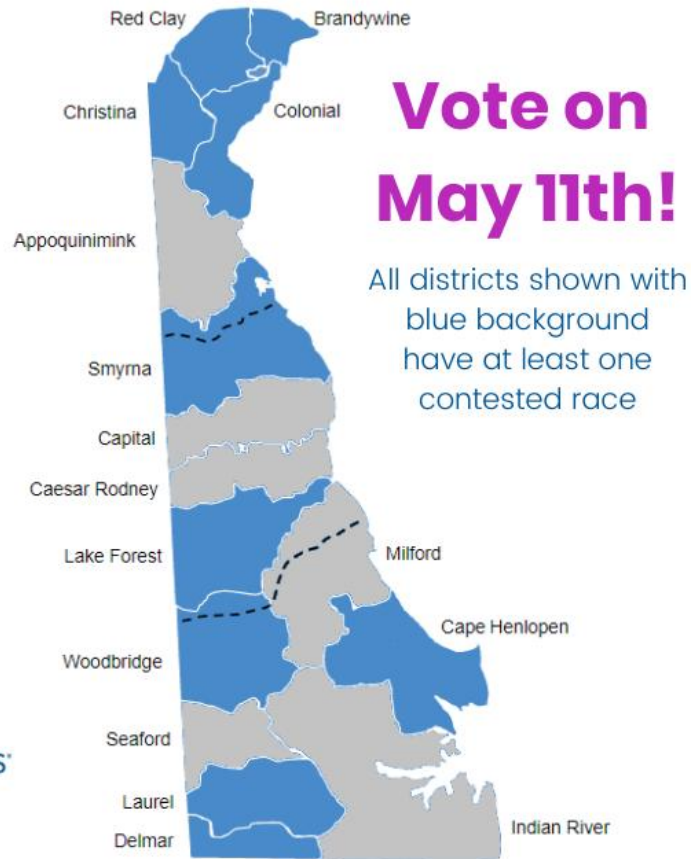 Red Clay
Brandywine
Christina
Colonial
Vote on
May 11th!
Appoquinimink
All districts shown with
blue background
have at least one
contested race
Smyrna
Capital
Caesar Rodney
Lake Forest
Milford
Cape Henlopen
Woodbridge
Seaford
Laurel
Indian River
Delmar